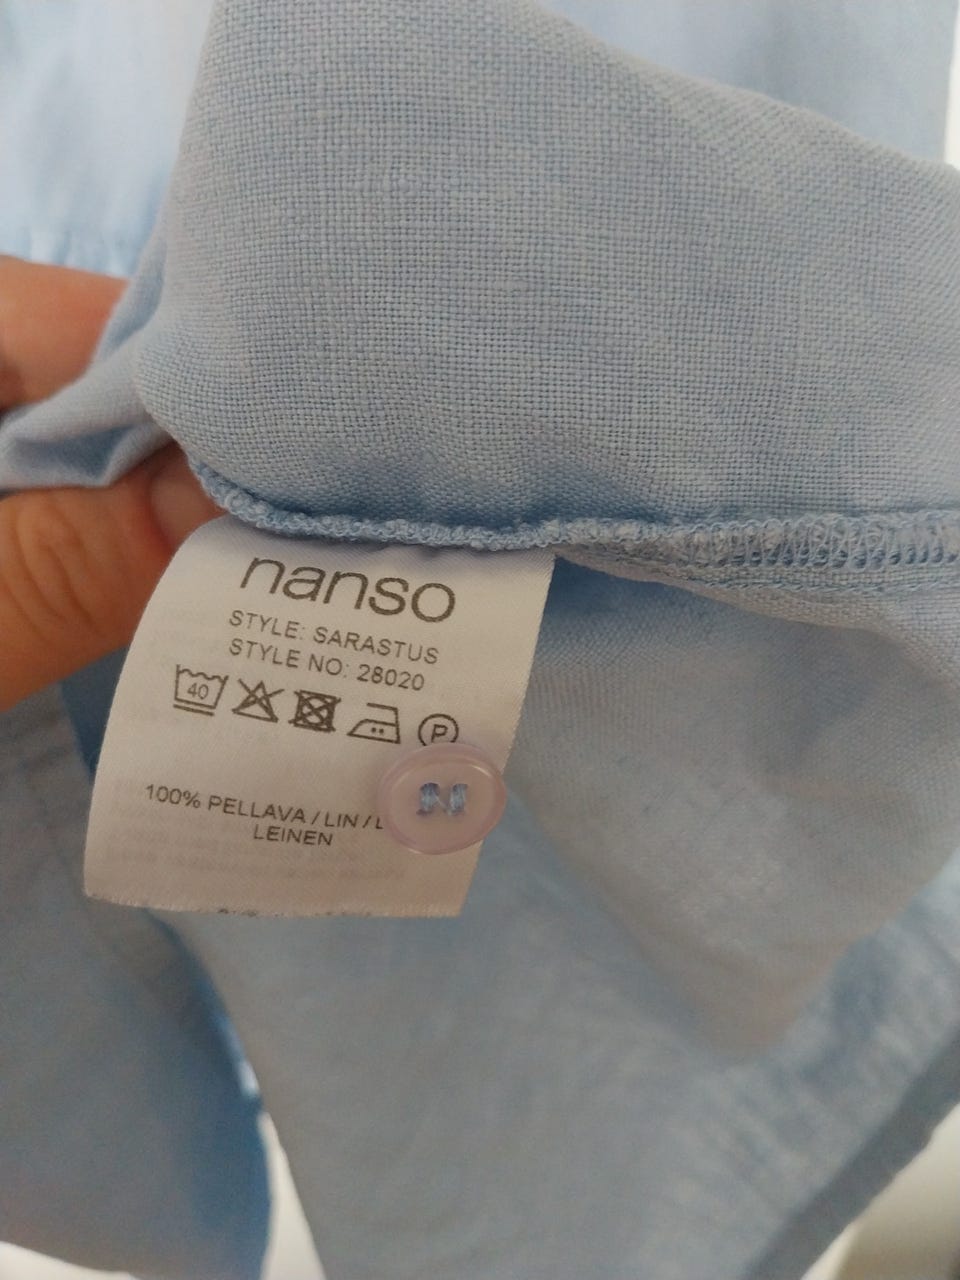 nanso
STYLE: SARASTUS
STYLE NO: 28020
40
P
100% PELLAVA / LIN / L
LEINEN